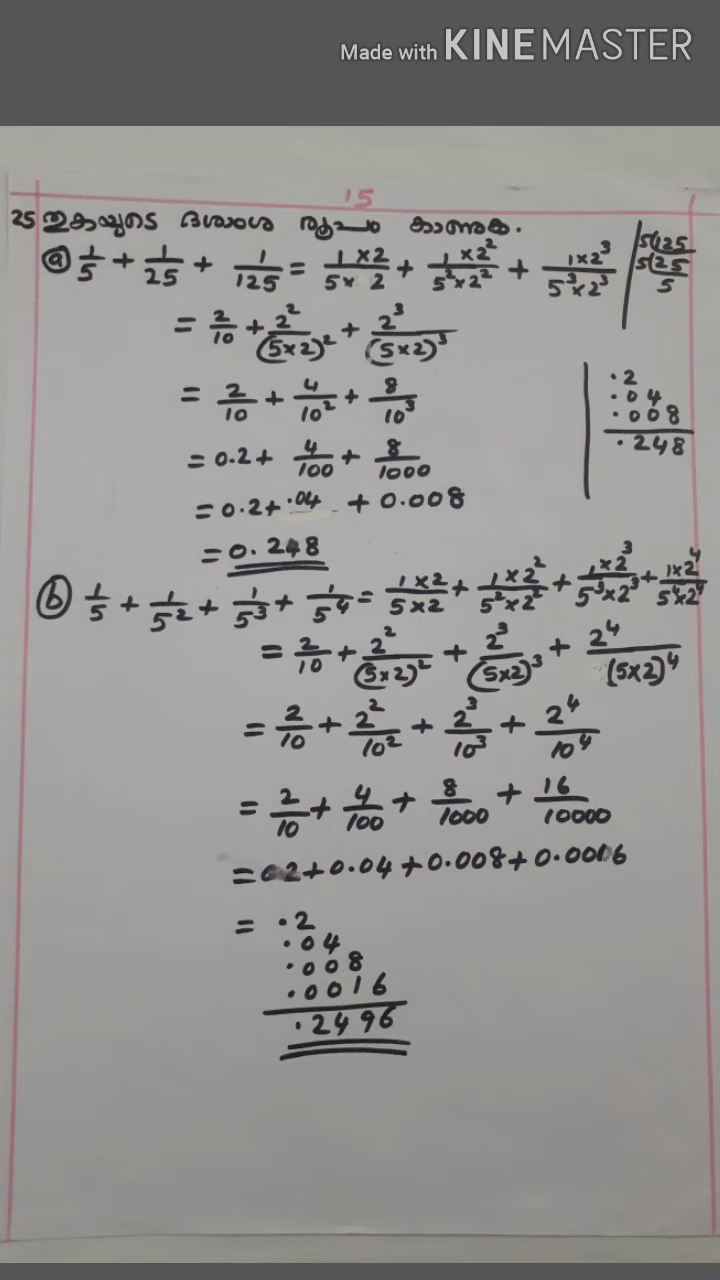 Made with KINEMASTER
15
25 തുകയുടെ ദശാംശ രൂപം കാണുക.
ⓐ 1/5 + 1/25 + 1/125 = 1×2/5×2 + 1×2²/5²×2² + 1×2³/5³×2³
5|125
5|25
5
= 2/10 + 2²/(5×2)² + 2³/(5×2)³
= 2/10 + 4/10² + 8/10³
.2
.04
.008
.248
= 0.2 + 4/100 + 8/1000
= 0.2 + .04 + 0.008
= 0.248
ⓑ 1/5 + 1/5² + 1/5³ + 1/5⁴ = 1×2/5×2 + 1×2²/5²×2² + 1×2³/5³×2³ + 1×2⁴/5⁴×2⁴
= 2/10 + 2²/(5×2)² + 2³/(5×2)³ + 2⁴/(5×2)⁴
= 2/10 + 2²/10² + 2³/10³ + 2⁴/10⁴
= 2/10 + 4/100 + 8/1000 + 16/10000
= 0.2 + 0.04 + 0.008 + 0.0016
= .2
.04
.008
.0016
.2496